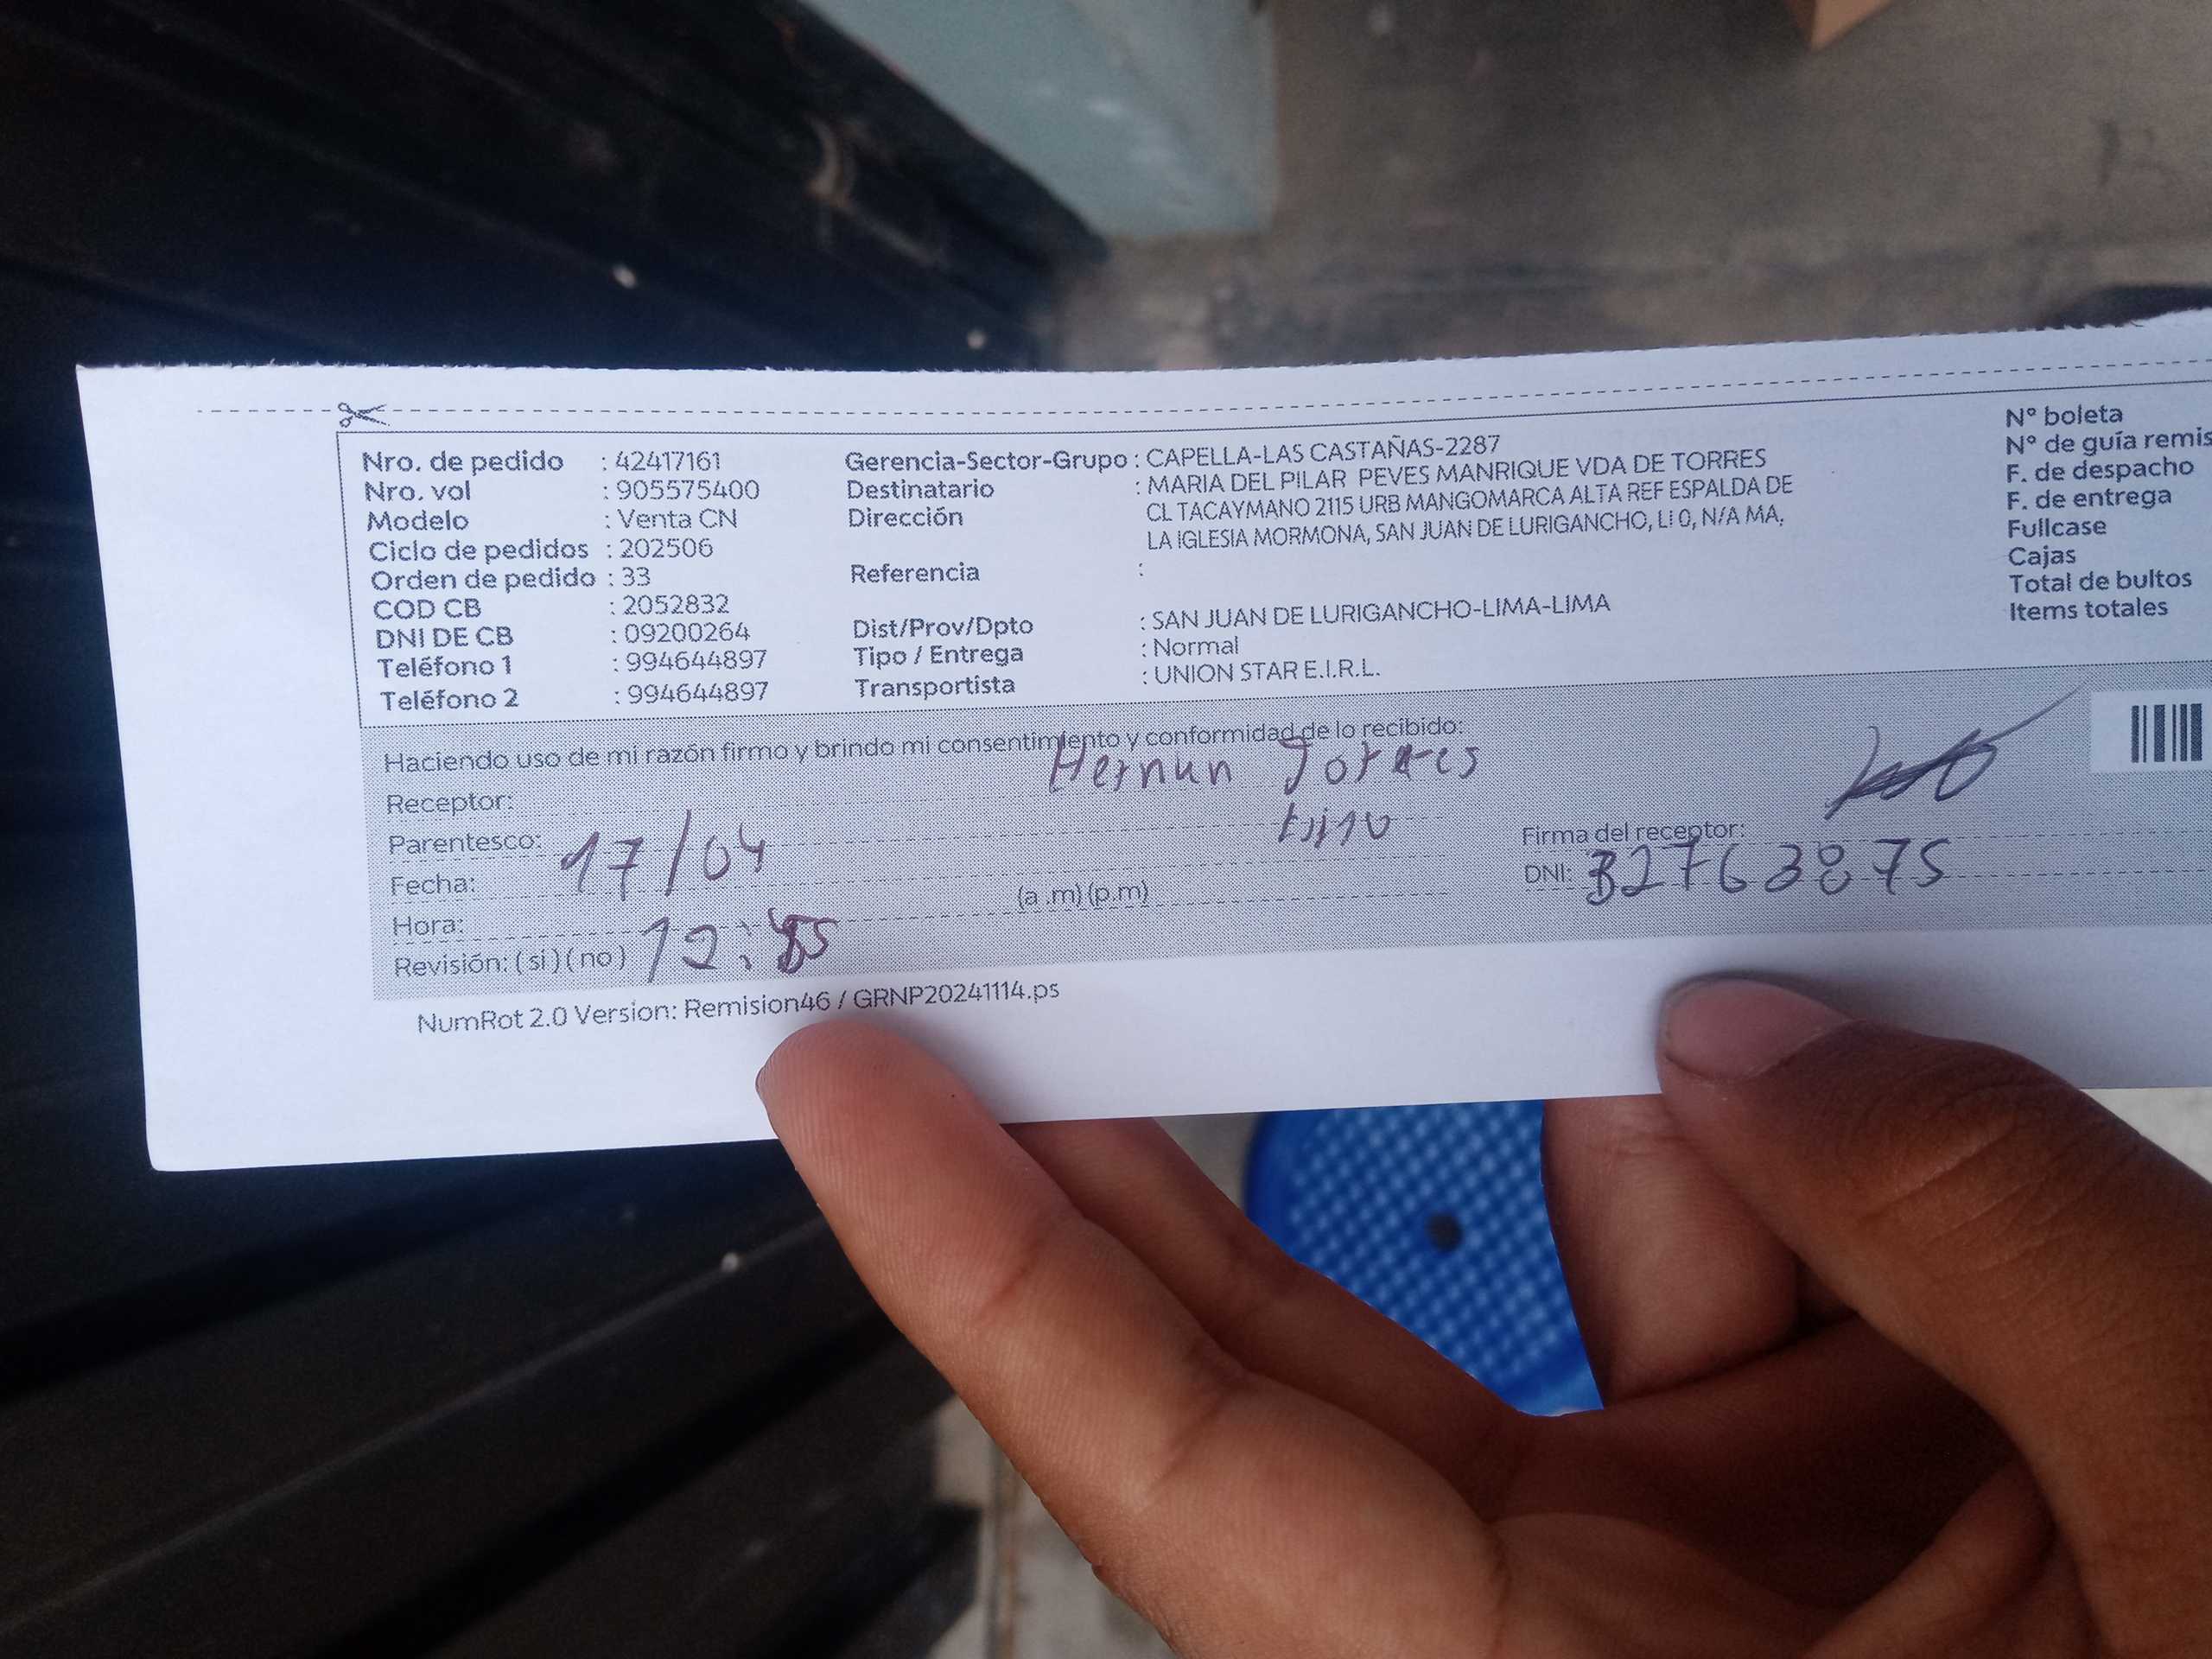 Nro. de pedido : 42417161
Nro. vol : 905575400
Modelo : Venta CN
Ciclo de pedidos : 202506
Orden de pedido : 33
COD CB : 2052832
DNI DE CB : 09200264
Teléfono 1 : 994644897
Teléfono 2 : 994644897
Gerencia-Sector-Grupo : CAPELLA-LAS CASTAÑAS-2287
Destinatario : MARIA DEL PILAR PEVES MANRIQUE VDA DE TORRES
Dirección CL TACAYMANO 2115 URB MANGOMARCA ALTA REF ESPALDA DE
LA IGLESIA MORMONA, SAN JUAN DE LURIGANCHO, LI 0, N/A MA,
Referencia :
Dist/Prov/Dpto : SAN JUAN DE LURIGANCHO-LIMA-LIMA
Tipo / Entrega : Normal
Transportista : UNION STAR E.I.R.L.
N° boleta
N° de guía remis
F. de despacho
F. de entrega
Fullcase
Cajas
Total de bultos
Items totales
Haciendo uso de mi razón firmo y brindo mi consentimiento y conformidad de lo recibido:
Receptor: Hernun Torres
Parentesco:
Fecha: 17/04
Hora: (a .m) (p.m)
Revisión: ( si ) ( no ) 12:
Firma del receptor:
DNI: 32763875
NumRot 2.0 Version: Remision46 / GRNP20241114.ps